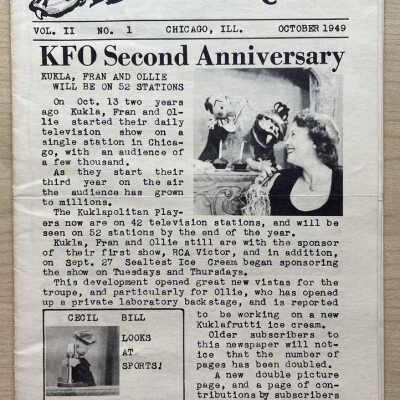 VOL. II NO. 1 CHICAGO, ILL. OCTOBER 1949
KFO Second Anniversary
KUKLA, FRAN AND OLLIE
WILL BE ON 52 STATIONS
On Oct. 13 two years
ago Kukla, Fran and Ol-
lie started their daily
television show on a
single station in Chica-
go, with an audience of
a few thousand.
As they start their
third year on the air
the audience has grown
to millions.
The Kuklapolitan Play-
ers now are on 42 television stations, and will be
seen on 52 stations by the end of the year.
Kukla, Fran and Ollie still are with the sponsor
of their first show, RCA Victor, and in addition,
on Sept. 27 Sealtest Ice Cream began sponsoring
the show on Tuesdays and Thursdays.
This development opened great new vistas for the
troupe, and particularly for Ollie, who has opened
up a private laboratory backstage, and is reported
to be working on a new
Kuklafrutti ice cream.
Older subscribers to
this newspaper will not-
ice that the number of
pages has been doubled.
A new double picture
page, and a page of con-
tributions by subscribers
CECIL BILL
LOOKS
AT
SPORTS!